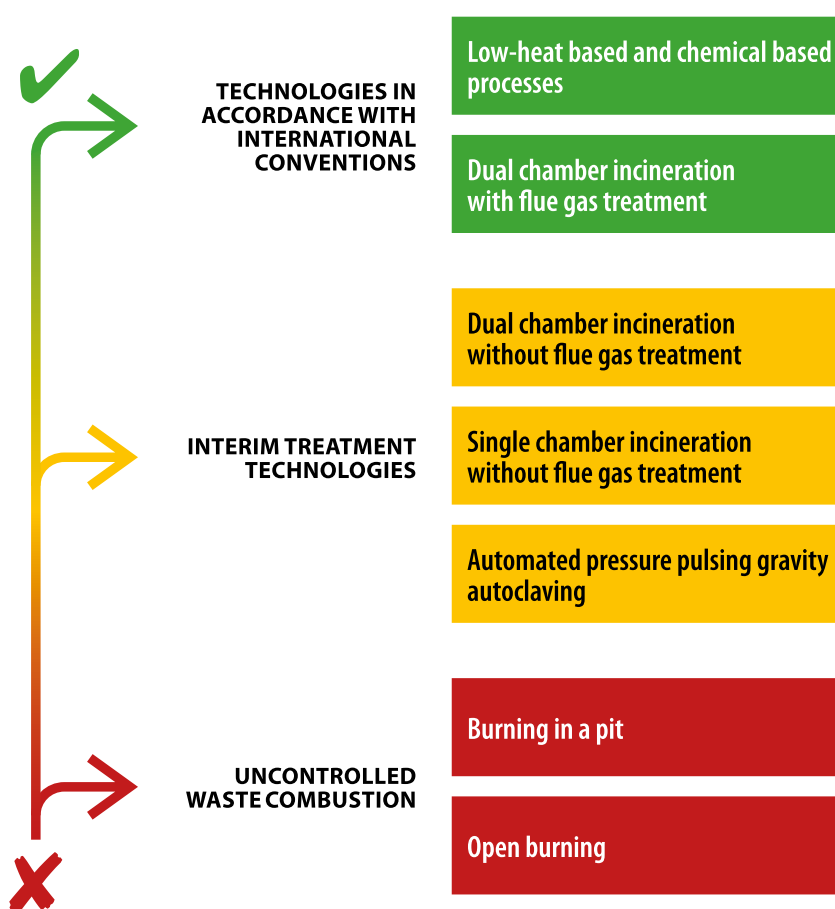 TECHNOLOGIES IN
ACCORDANCE WITH
INTERNATIONAL
CONVENTIONS
Low-heat based and chemical based
processes
Dual chamber incineration
with flue gas treatment
INTERIM TREATMENT
TECHNOLOGIES
Dual chamber incineration
without flue gas treatment
Single chamber incineration
without flue gas treatment
Automated pressure pulsing gravity
autoclaving
UNCONTROLLED
WASTE COMBUSTION
Burning in a pit
Open burning